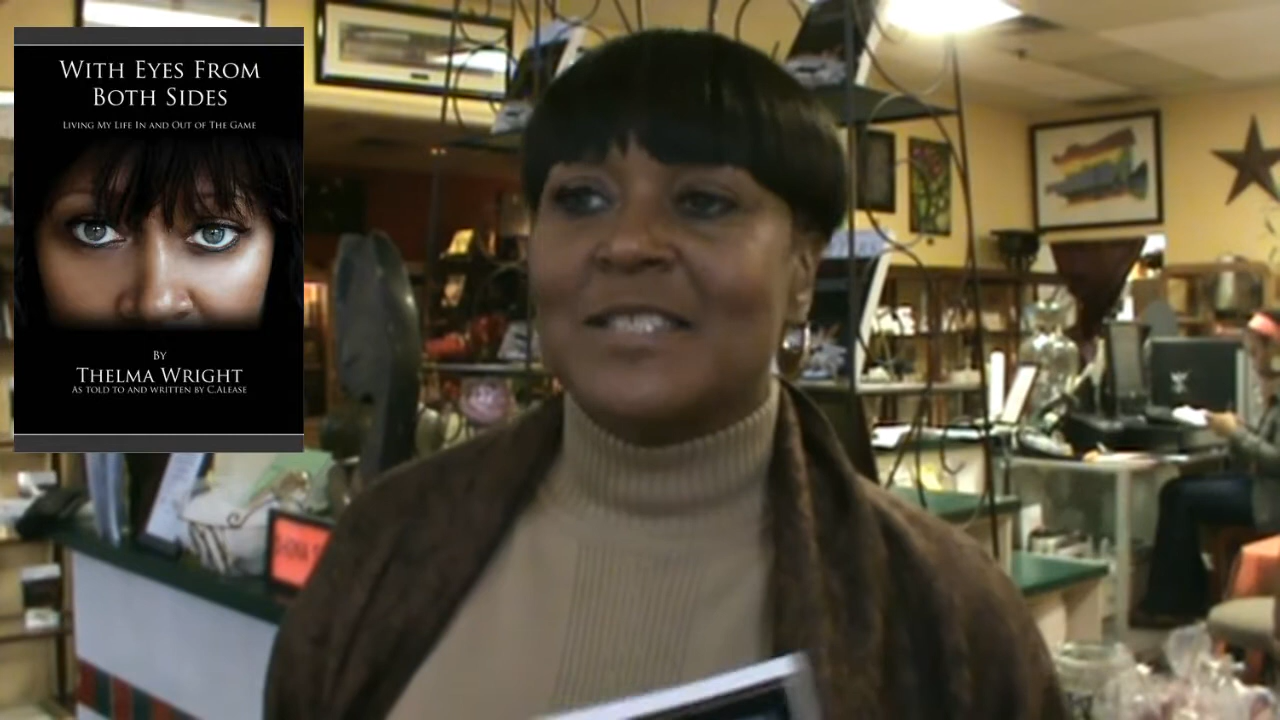 WITH EYES FROM
BOTH SIDES
LIVING MY LIFE IN AND OUT OF THE GAME
BY
THELMA WRIGHT
AS TOLD TO AND WRITTEN BY C.ALEASE